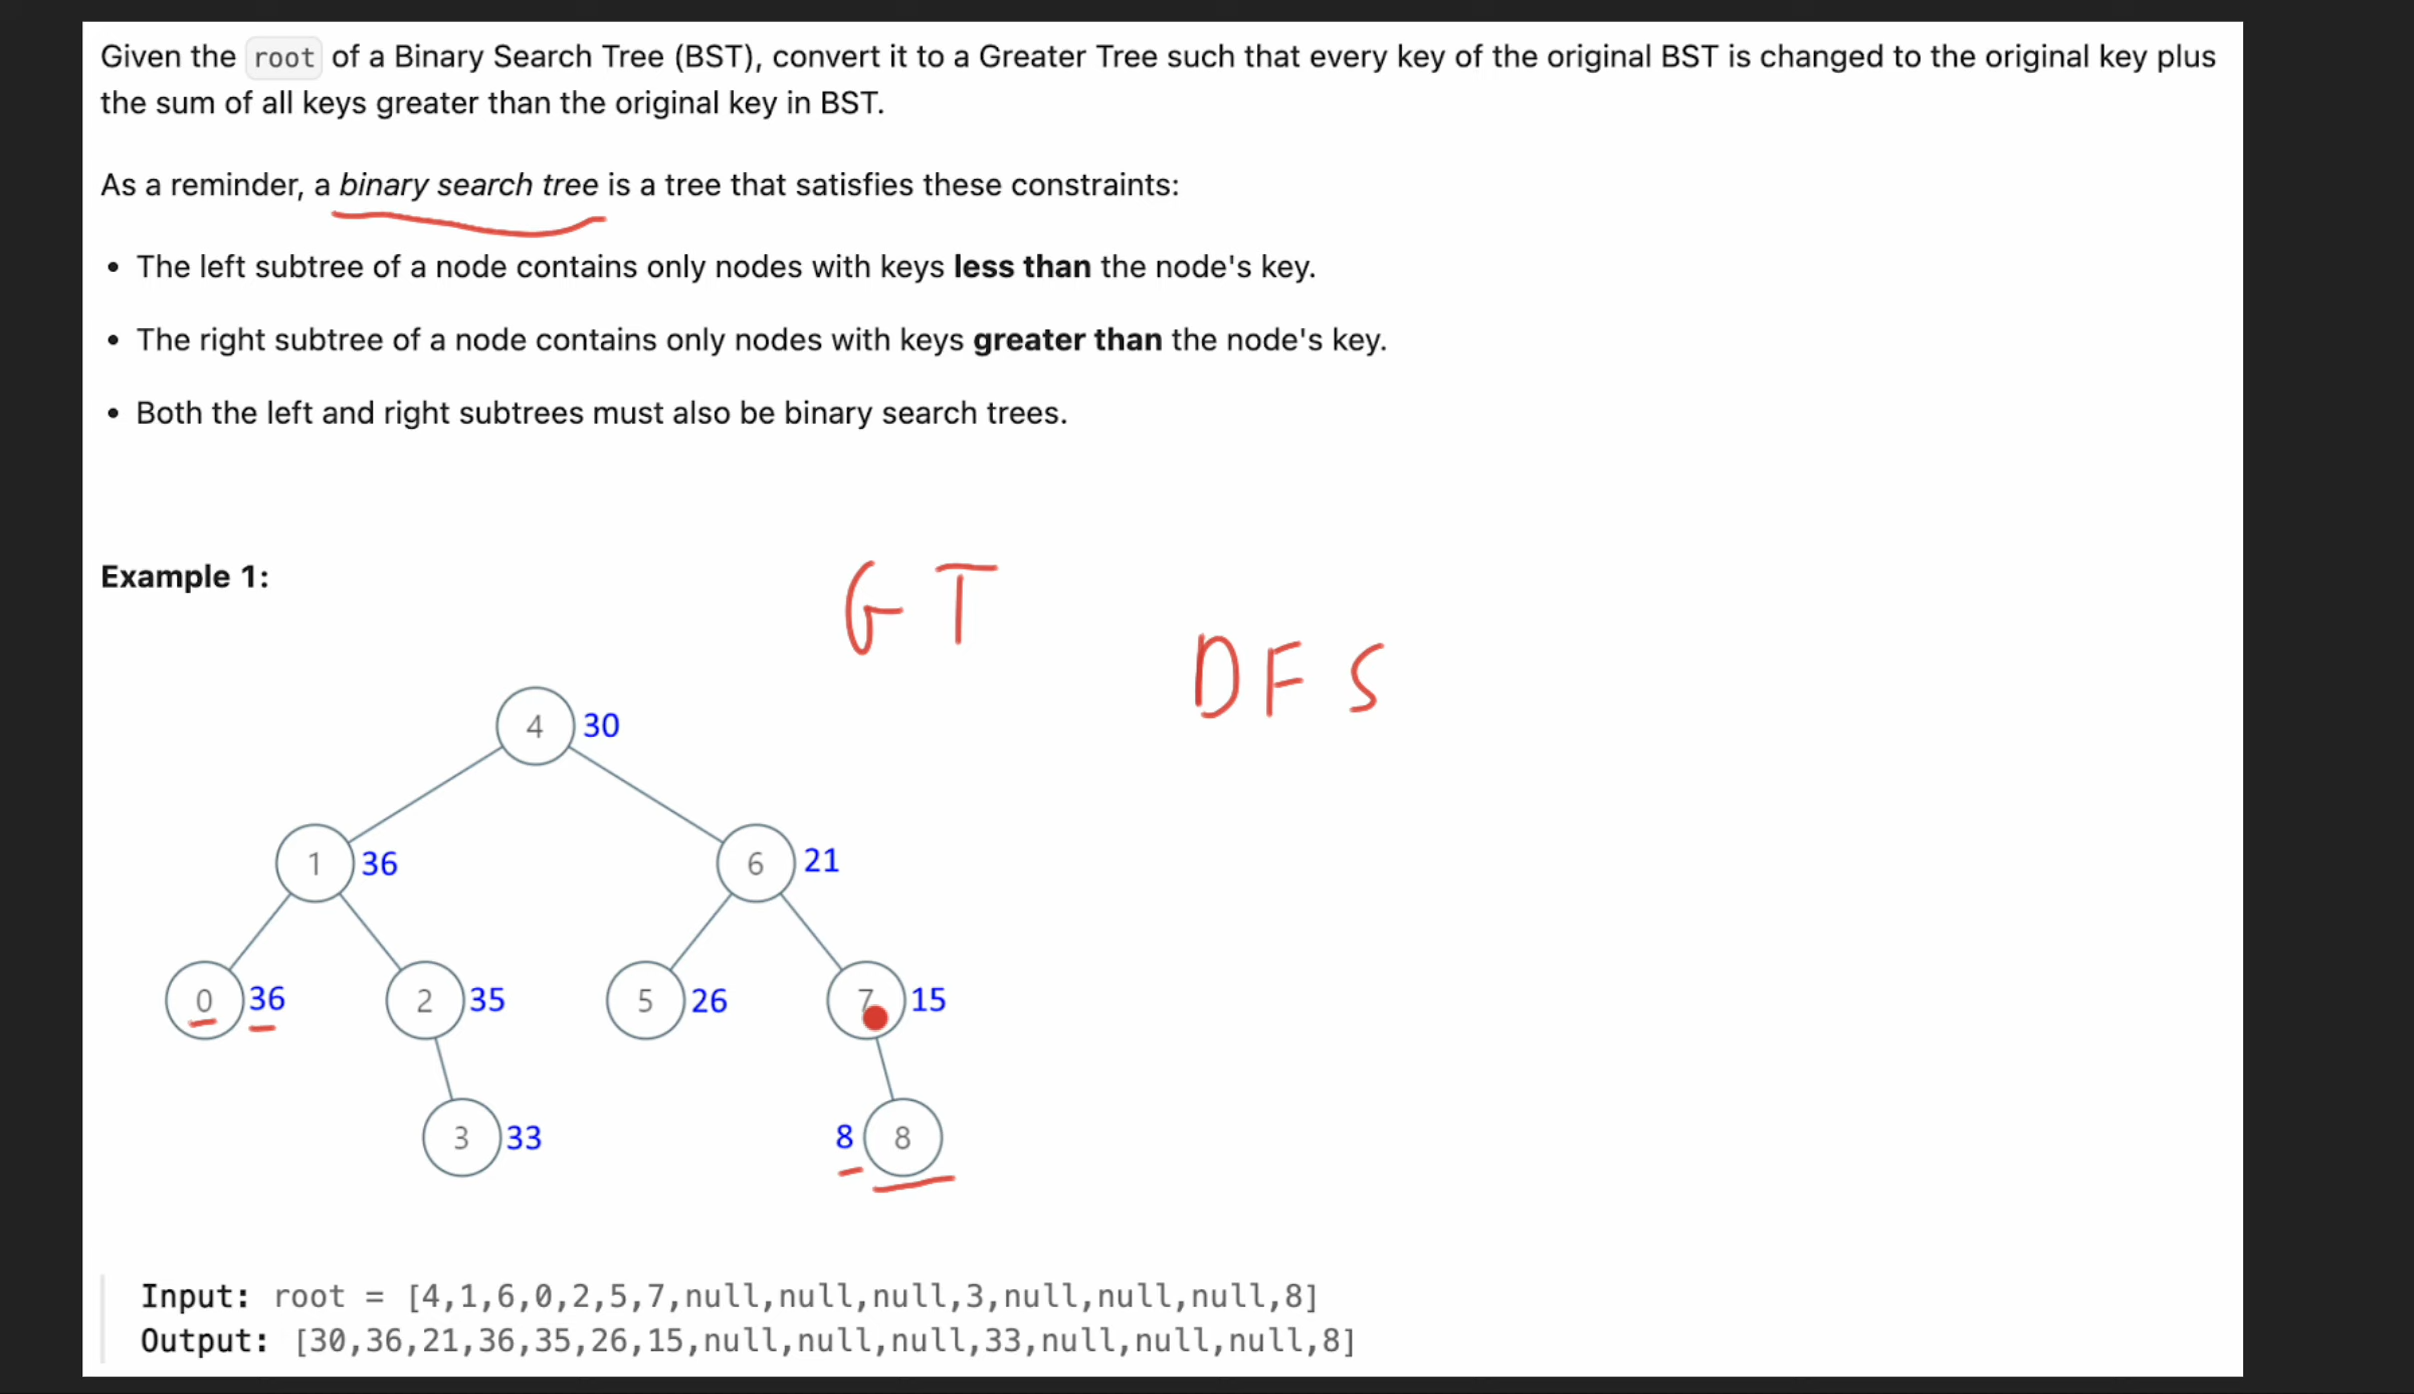 Given the root of a Binary Search Tree (BST), convert it to a Greater Tree such that every key of the original BST is changed to the original key plus
the sum of all keys greater than the original key in BST.
As a reminder, a binary search tree is a tree that satisfies these constraints:
• The left subtree of a node contains only nodes with keys less than the node's key.
• The right subtree of a node contains only nodes with keys greater than the node's key.
• Both the left and right subtrees must also be binary search trees.
Example 1:
GT
DFS
4 30
1 36 6 21
0 36 2 35 5 26 7 15
3 33 8 8
Input: root = [4,1,6,0,2,5,7,null,null,null,3,null,null,null,8]
Output: [30,36,21,36,35,26,15,null,null,null,33,null,null,null,8]